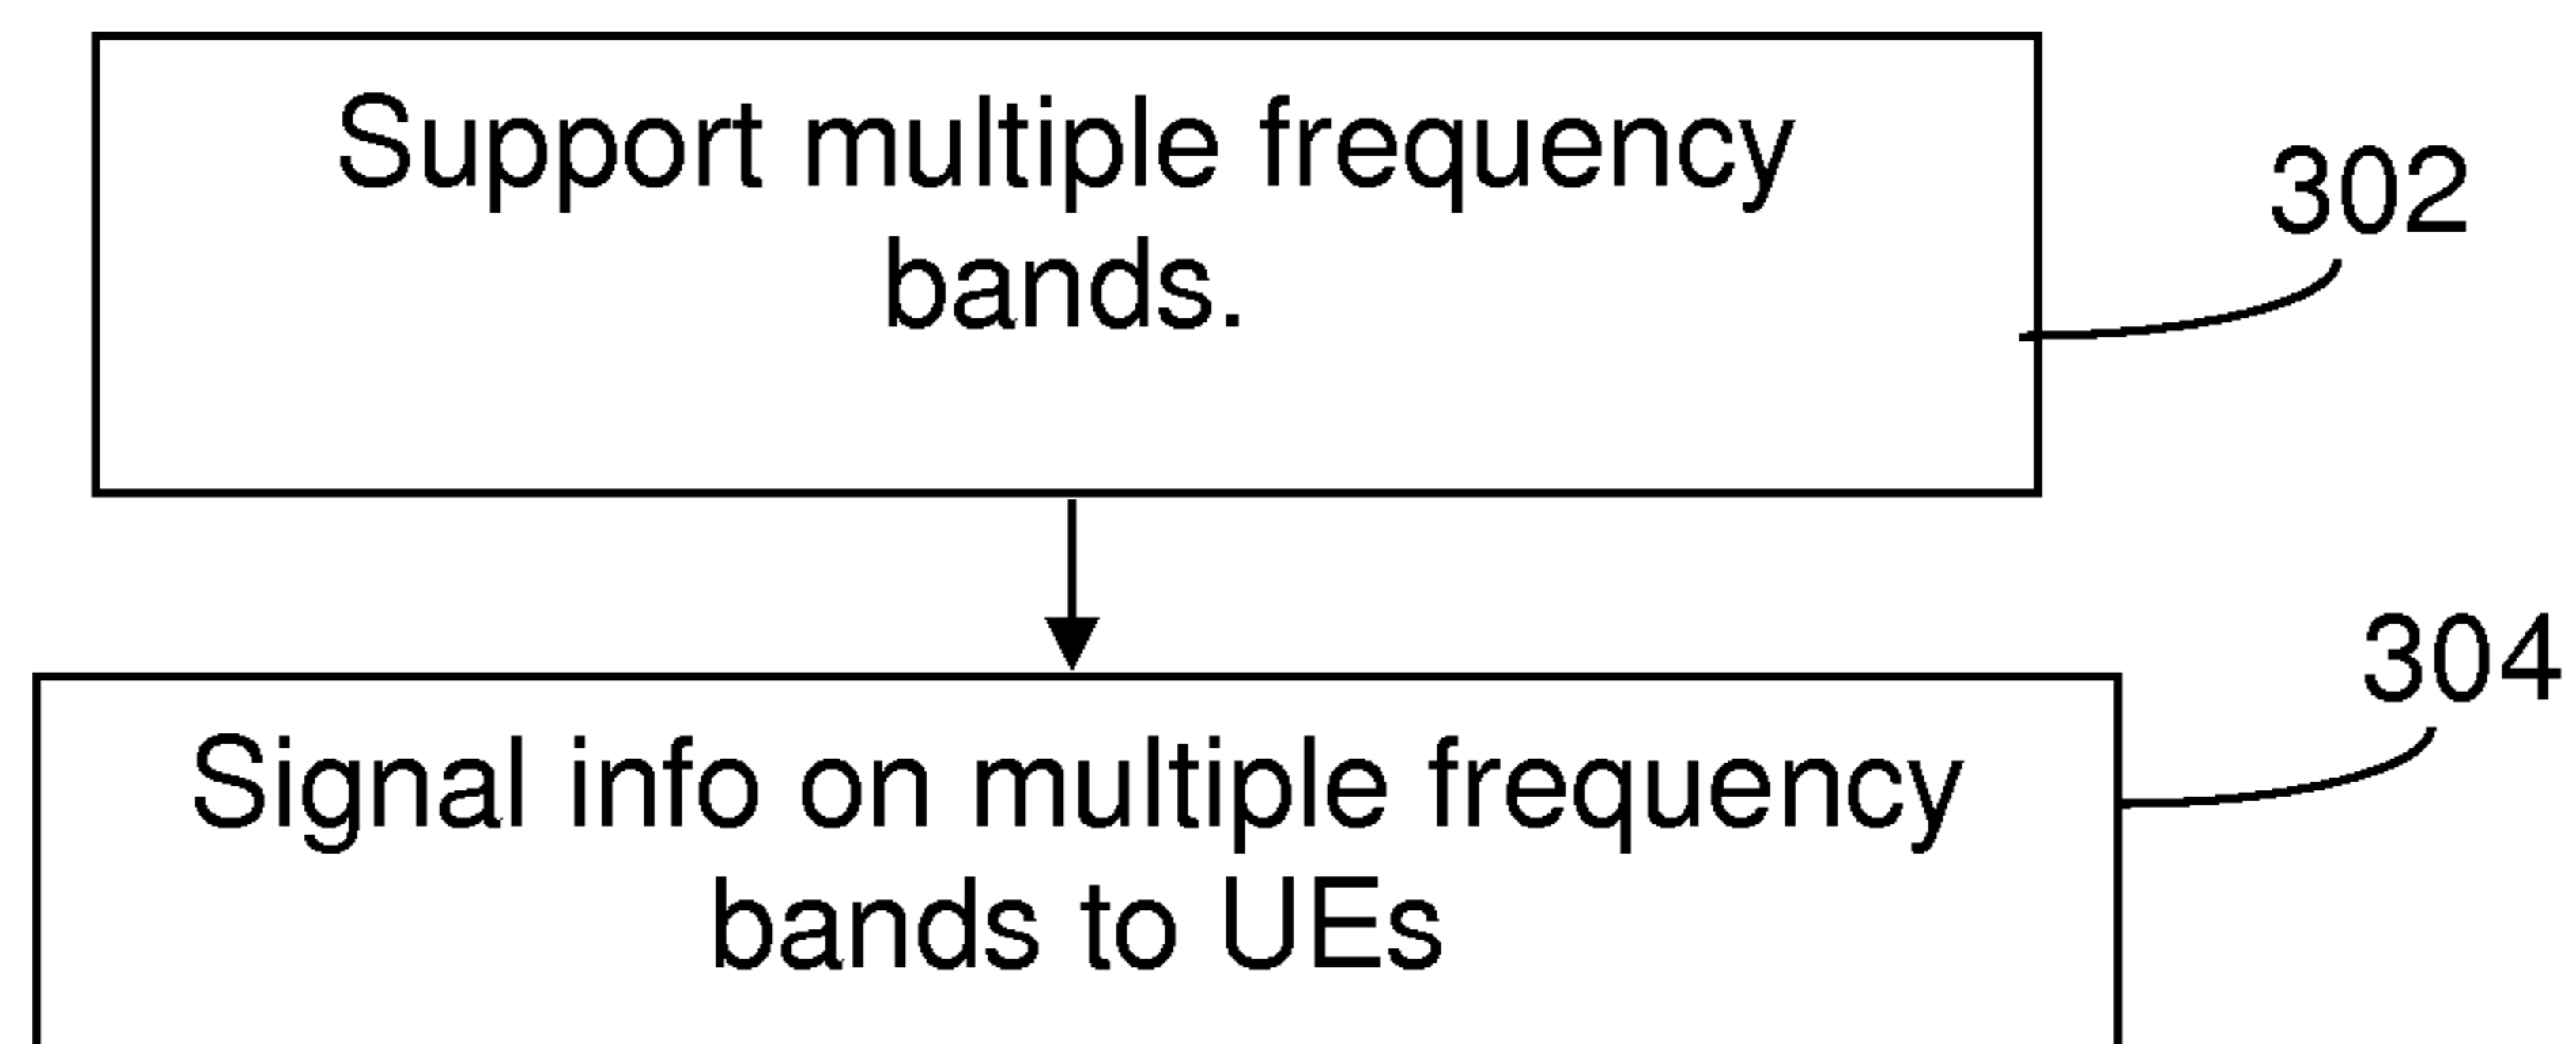 Support multiple frequency
bands.
302
304
Signal info on multiple frequency
bands to UEs